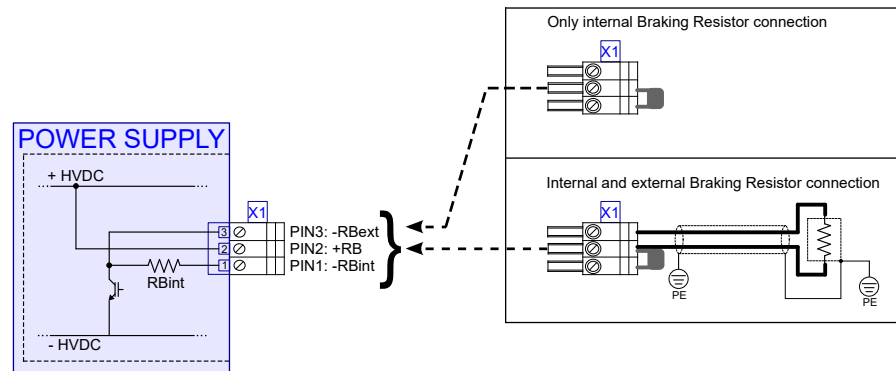 Only internal Braking Resistor connection
X1
POWER SUPPLY
+ HVDC
X1
3
PIN3: -RBext
2
PIN2: +RB
1
PIN1: -RBint
RBint
- HVDC
Internal and external Braking Resistor connection
X1
PE
PE